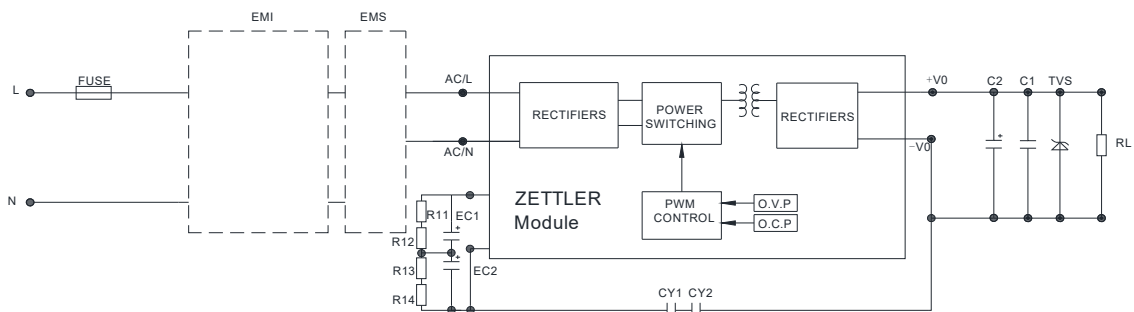 EMI
EMS
FUSE
L
AC/L
AC/N
N
RECTIFIERS
POWER
SWITCHING
RECTIFIERS
+V0
−V0
C2
C1
TVS
+
RL
ZETTLER
Module
PWM
CONTROL
O.V.P
O.C.P
R11
EC1
+
R12
+
R13
EC2
R14
CY1
CY2